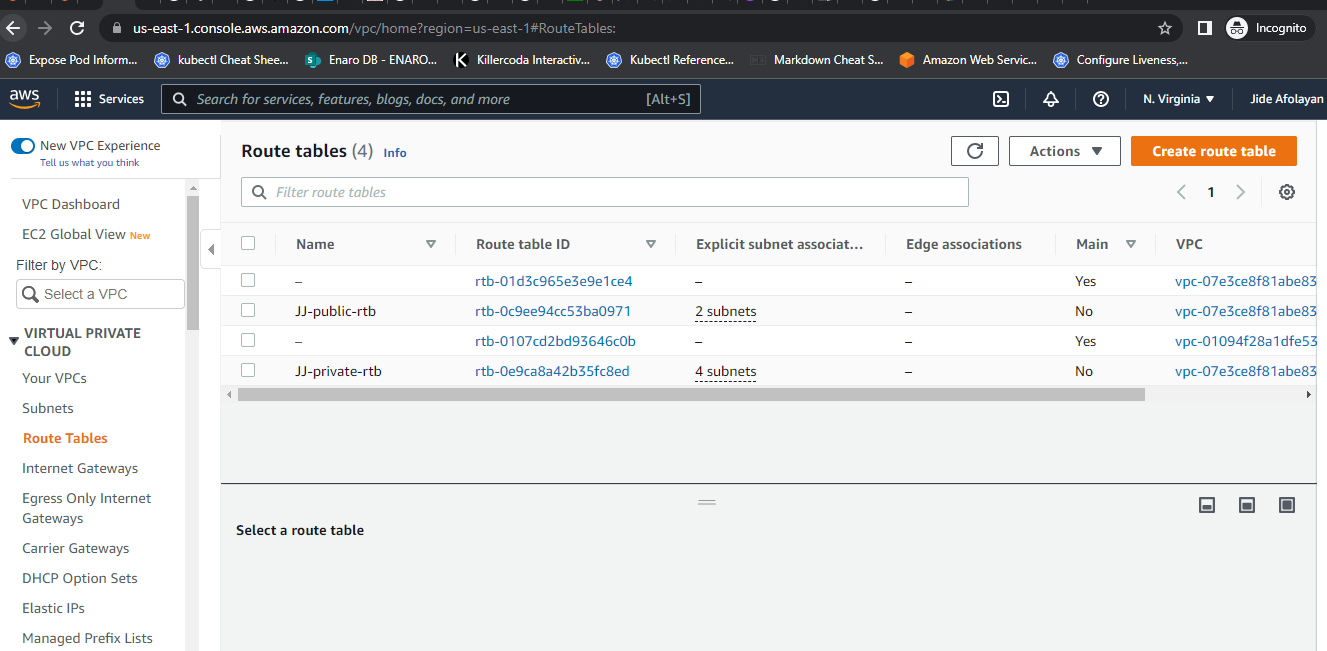 us-east-1.console.aws.amazon.com/vpc/home?region=us-east-1#RouteTables:
Incognito
Expose Pod Inform... kubectl Cheat Shee... Enaro DB - ENARO... Killercoda Interactiv... Kubectl Reference... Markdown Cheat S... Amazon Web Servic... Configure Liveness,...
aws Services Search for services, features, blogs, docs, and more [Alt+S] N. Virginia Jide Afolayan
New VPC Experience
Tell us what you think
VPC Dashboard
EC2 Global View New
Filter by VPC:
Select a VPC
VIRTUAL PRIVATE
CLOUD
Your VPCs
Subnets
Route Tables
Internet Gateways
Egress Only Internet
Gateways
Carrier Gateways
DHCP Option Sets
Elastic IPs
Managed Prefix Lists
Route tables (4) Info
Actions
Create route table
Filter route tables
1
Name Route table ID Explicit subnet associat... Edge associations Main VPC
– rtb-01d3c965e3e9e1ce4 – – Yes vpc-07e3ce8f81abe83
JJ-public-rtb rtb-0c9ee94cc53ba0971 2 subnets – No vpc-07e3ce8f81abe83
– rtb-0107cd2bd93646c0b – – Yes vpc-01094f28a1dfe53
JJ-private-rtb rtb-0e9ca8a42b35fc8ed 4 subnets – No vpc-07e3ce8f81abe83
Select a route table